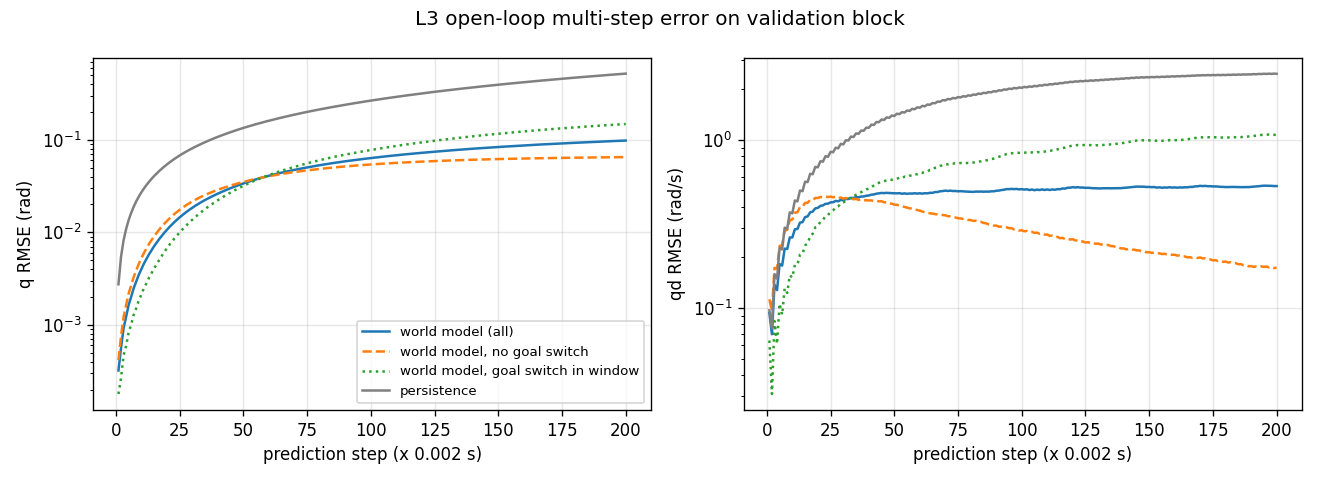 L3 open-loop multi-step error on validation block
q RMSE (rad)
10⁻¹
10⁻²
10⁻³
0 25 50 75 100 125 150 175 200
prediction step (x 0.002 s)
world model (all)
world model, no goal switch
world model, goal switch in window
persistence
qd RMSE (rad/s)
10⁰
10⁻¹
0 25 50 75 100 125 150 175 200
prediction step (x 0.002 s)